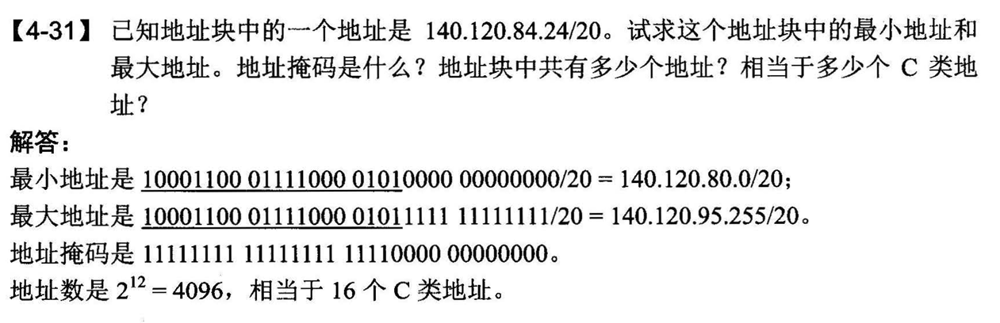 【4-31】 已知地址块中的一个地址是 140.120.84.24/20。试求这个地址块中的最小地址和
最大地址。地址掩码是什么？地址块中共有多少个地址？相当于多少个 C 类地
址？
解答：
最小地址是 10001100 01111000 01010000 00000000/20 = 140.120.80.0/20；
最大地址是 10001100 01111000 01011111 11111111/20 = 140.120.95.255/20。
地址掩码是 11111111 11111111 11110000 00000000。
地址数是 2¹² = 4096，相当于 16 个 C 类地址。